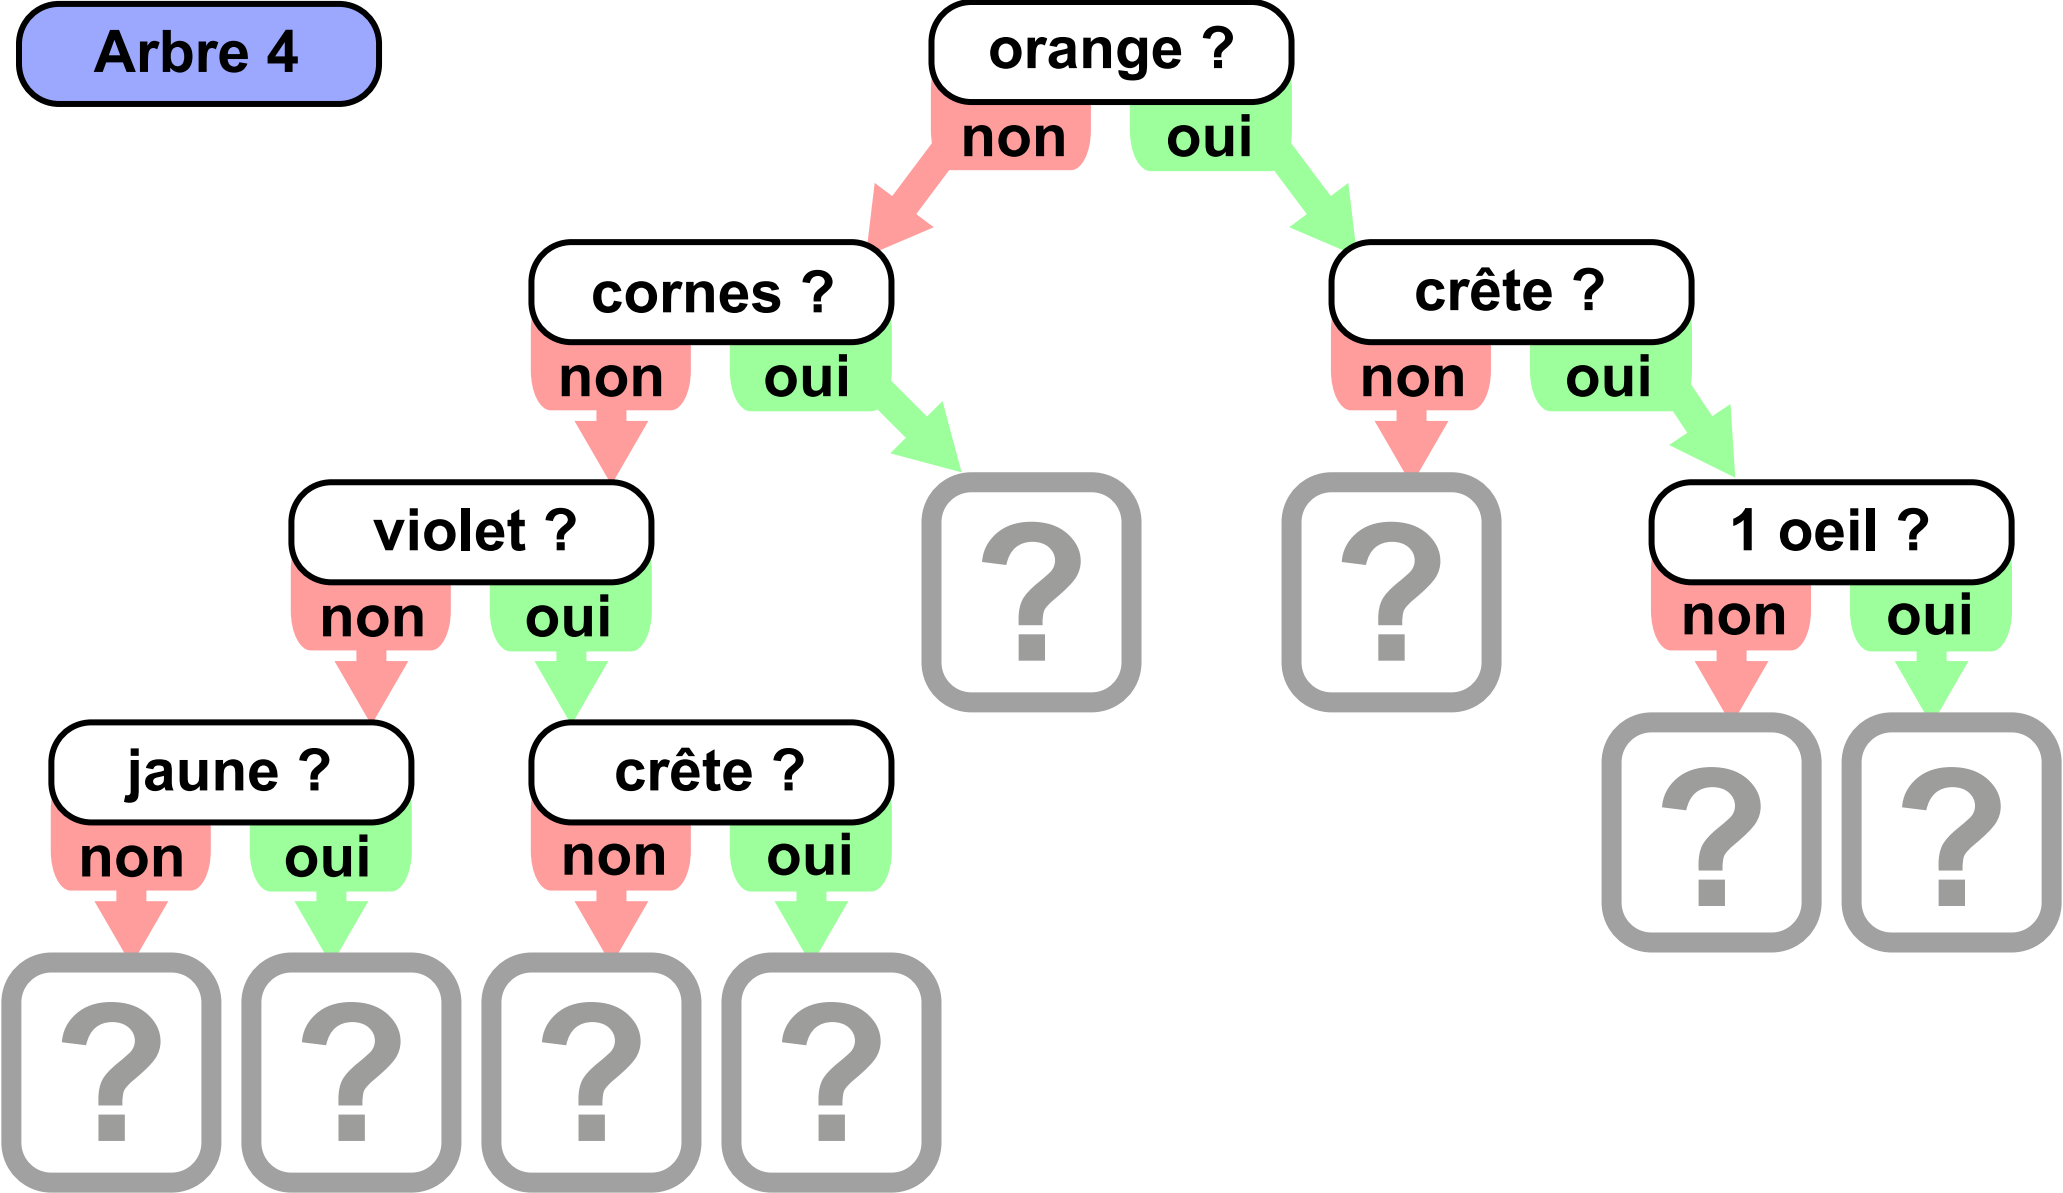 Arbre 4
orange ?
non oui
cornes ? crête ?
non oui non oui
violet ? 1 oeil ?
? ?
non oui non oui
jaune ? crête ?
? ?
non oui non oui
? ? ? ?